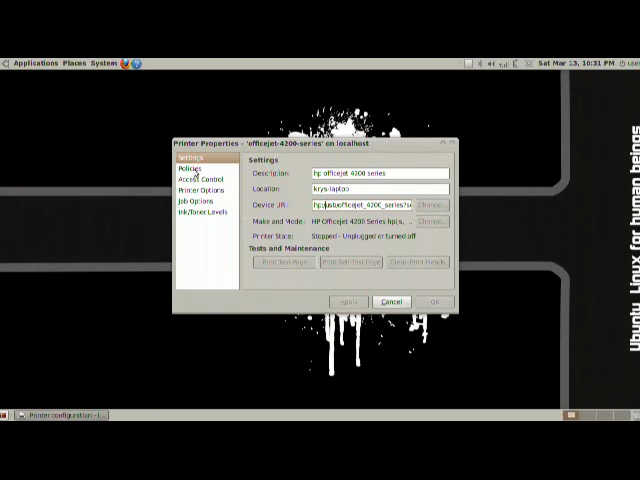 Applications Places System Sat Mar 13, 10:31 PM
Printer Properties - 'officejet-4200-series' on localhost
Settings
Policies
Access Control
Printer Options
Job Options
Ink/Toner Levels
Settings
Description: hp officejet 4200 series
Location: krys-laptop
Device URI: hp:/usb/officejet_4200_series?se Change...
Make and Model: HP Officejet 4200 Series hpijs, ... Change...
Printer State: Stopped - Unplugged or turned off
Tests and Maintenance
Print Test Page Print Self-Test Page Clean Print Heads
Apply Cancel OK
Ubuntu, Linux for human beings
Printer configuration - l...